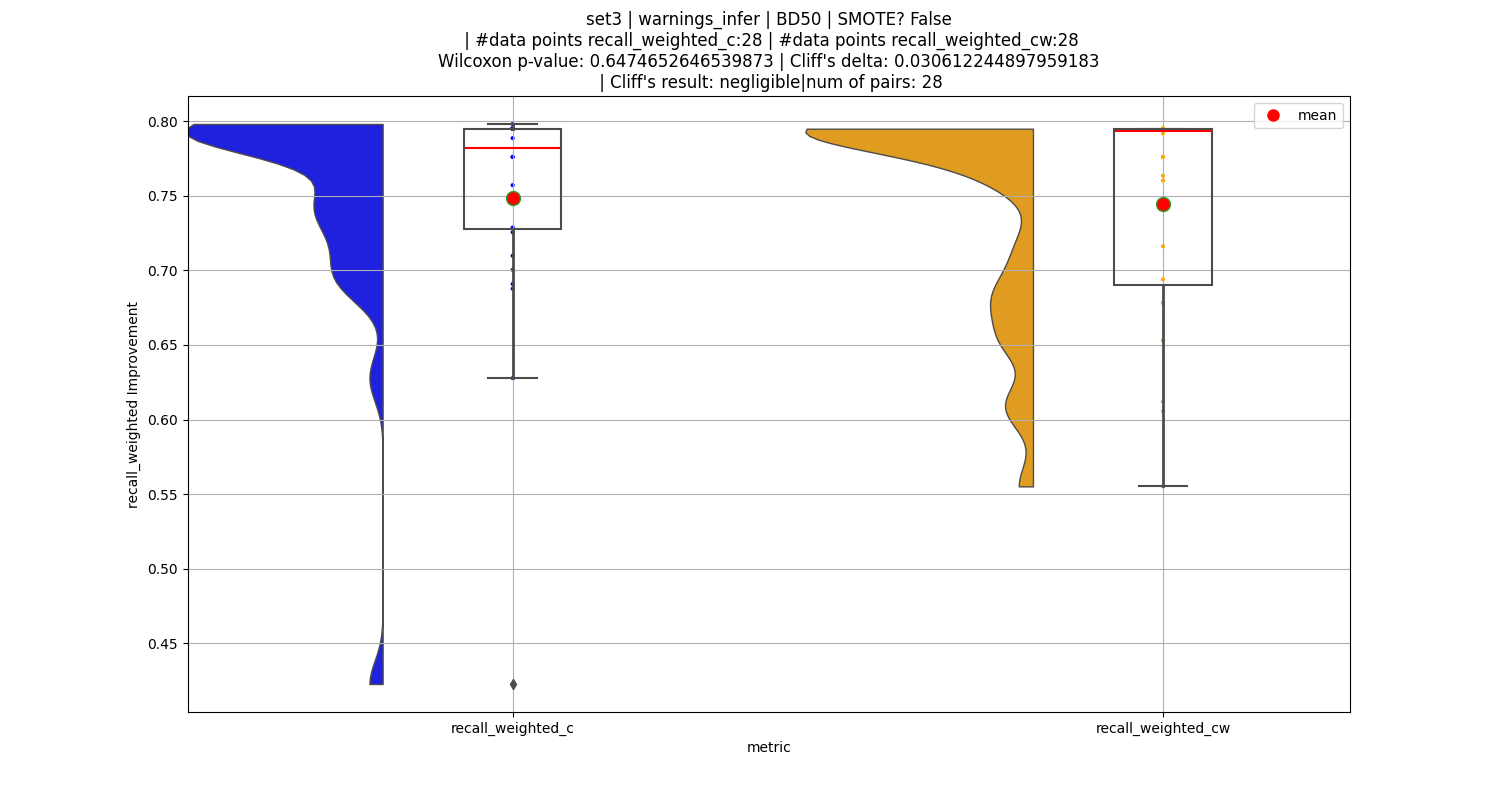 set3 | warnings_infer | BD50 | SMOTE? False
| #data points recall_weighted_c:28 | #data points recall_weighted_cw:28
Wilcoxon p-value: 0.6474652646539873 | Cliff's delta: 0.030612244897959183
| Cliff's result: negligible|num of pairs: 28
mean
0.80
0.75
0.70
0.65
0.60
0.55
0.50
0.45
recall_weighted Improvement
recall_weighted_c
recall_weighted_cw
metric